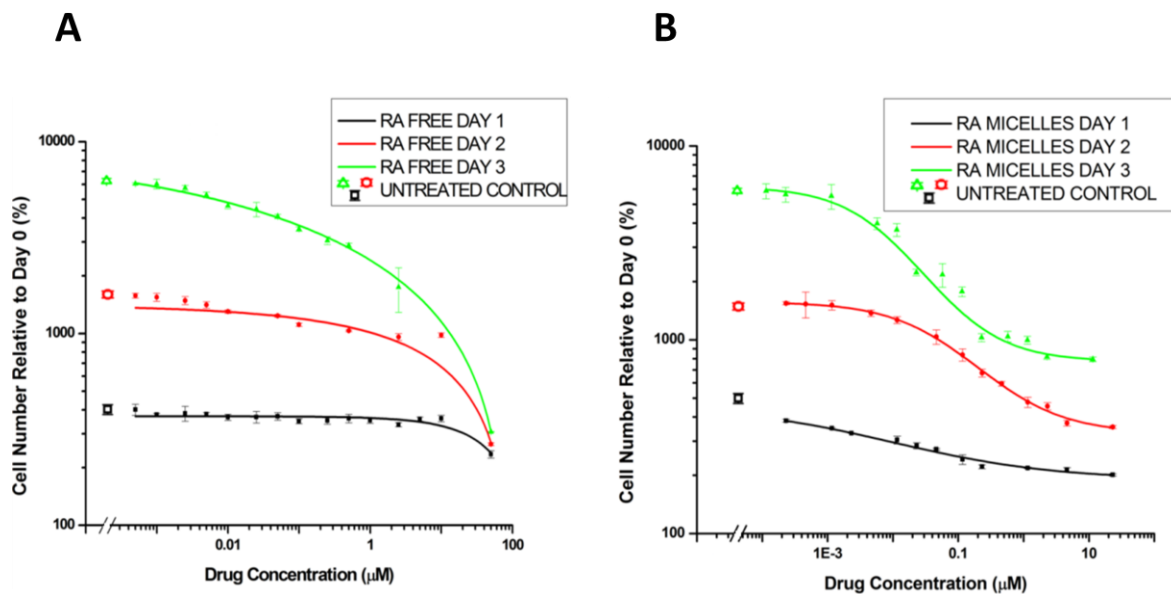 A
RA FREE DAY 1
RA FREE DAY 2
RA FREE DAY 3
UNTREATED CONTROL
10000
1000
100
0.01
1
100
Cell Number Relative to Day 0 (%)
Drug Concentration (μM)
B
RA MICELLES DAY 1
RA MICELLES DAY 2
RA MICELLES DAY 3
UNTREATED CONTROL
10000
1000
100
1E-3
0.1
10
Cell Number Relative to Day 0 (%)
Drug Concentration (μM)